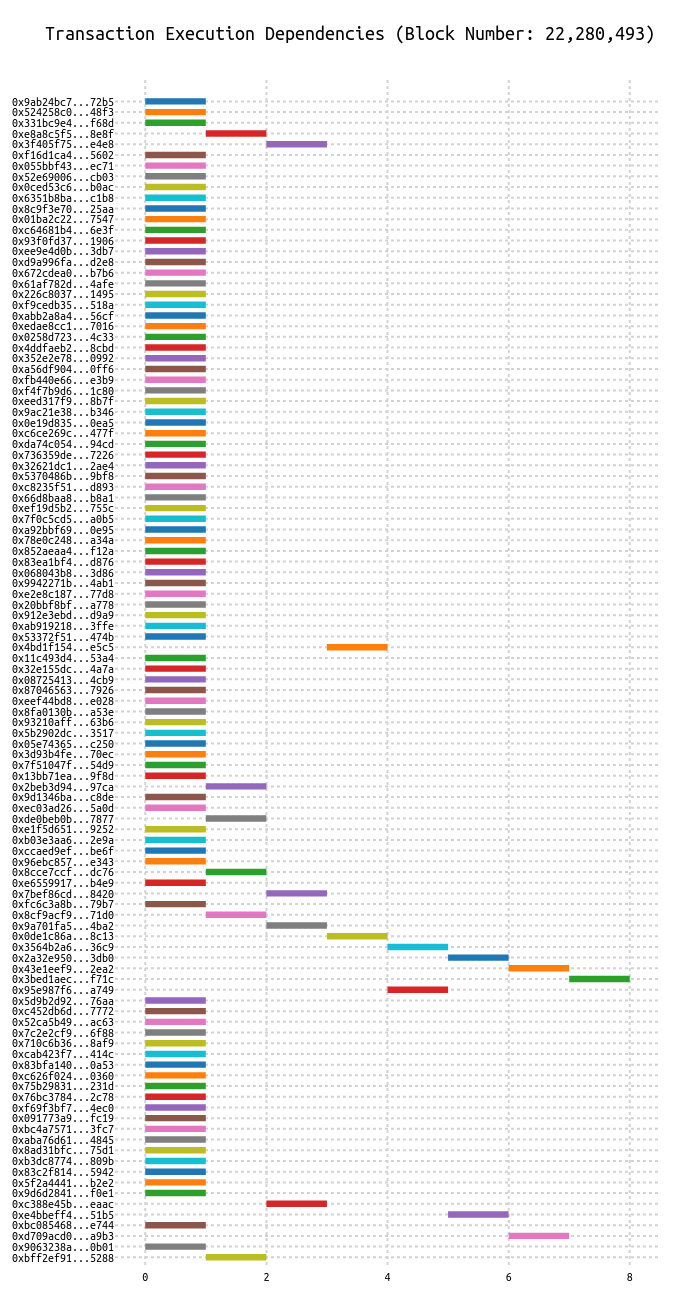 Transaction Execution Dependencies (Block Number: 22,280,493)
0x9ab24bc7...72b5
0x524258c0...48f3
0x331bc9e4...f68d
0xe8a8c5f5...8e8f
0x3f405f75...e4e8
0xf16d1ca4...5602
0x055bbf43...ec71
0x52e69006...cb03
0x0ced53c6...b0ac
0x6351b8ba...c1b8
0x8c9f3e70...25aa
0x01ba2c22...7547
0xc64681b4...6e3f
0x93f0fd37...1906
0xee9e4d0b...3db7
0xd9a996fa...d2e8
0x672cdea0...b7b6
0x61af782d...4afe
0x226c8037...1495
0xf9cedb35...518a
0xabb2a8a4...56cf
0xedae8cc1...7016
0x0258d723...4c33
0x4ddfaeb2...8cbd
0x352e2e78...0992
0xa56df904...0ff6
0xfb440e66...e3b9
0xf4f7b9d6...1c80
0xeed317f9...8b7f
0x9ac21e38...b346
0x0e19d835...0ea5
0xc6ce269c...477f
0xda74c054...94cd
0x736359de...7226
0x32621dc1...2ae4
0x5370486b...9bf8
0xc8235f51...d893
0x66d8baa8...b8a1
0xef19d5b2...755c
0x7f0c5cd5...a0b5
0xa92bbf69...0e95
0x78e0c248...a34a
0x852aeaa4...f12a
0x83ea1bf4...d876
0x068043b8...3d86
0x9942271b...4ab1
0xe2e8c187...77d8
0x20bbf8bf...a778
0x912e3ebd...d9a9
0xab919218...3ffe
0x53372f51...474b
0x4bd1f154...e5c5
0x11c493d4...53a4
0x32e155dc...4a7a
0x08725413...4cb9
0x87046563...7926
0xeef44bd8...e028
0x8fa0130b...a53e
0x93210aff...63b6
0x5b2902dc...3517
0x05e74365...c250
0x3d93b4fe...70ec
0x7f51047f...54d9
0x13bb71ea...9f8d
0x2beb3d94...97ca
0x9d1346ba...c8de
0xec03ad26...5a0d
0xde0beb0b...7877
0xe1f5d651...9252
0xb03e3aa6...2e9a
0xccaed9ef...be6f
0x96ebc857...e343
0x8cce7ccf...dc76
0xe6559917...b4e9
0x7bef86cd...8420
0xfc6c3a8b...79b7
0x8cf9acf9...71d0
0x9a701fa5...4ba2
0x0de1c86a...8c13
0x3564b2a6...36c9
0x2a32e950...3db0
0x43e1eef9...2ea2
0x3bed1aec...f71c
0x95e987f6...a749
0x5d9b2d92...76aa
0xc452db6d...7772
0x52ca5b49...ac63
0x7c2e2cf9...6f88
0x710c6b36...8af9
0xcab423f7...414c
0x83bfa140...0a53
0xc626f024...0360
0x75b29831...231d
0x76bc3784...2c78
0xf69f3bf7...4ec0
0x091773a9...fc19
0xbc4a7571...3fc7
0xaba76d61...4845
0x8ad31bfc...75d1
0xb3dc8774...809b
0x83c2f814...5942
0x5f2a4441...b2e2
0x9d6d2841...f0e1
0xc388e45b...eaac
0xe4bbeff4...51b5
0xbc085468...e744
0xd709acd0...a9b3
0x9063238a...0b01
0xbff2ef91...5288
0 2 4 6 8